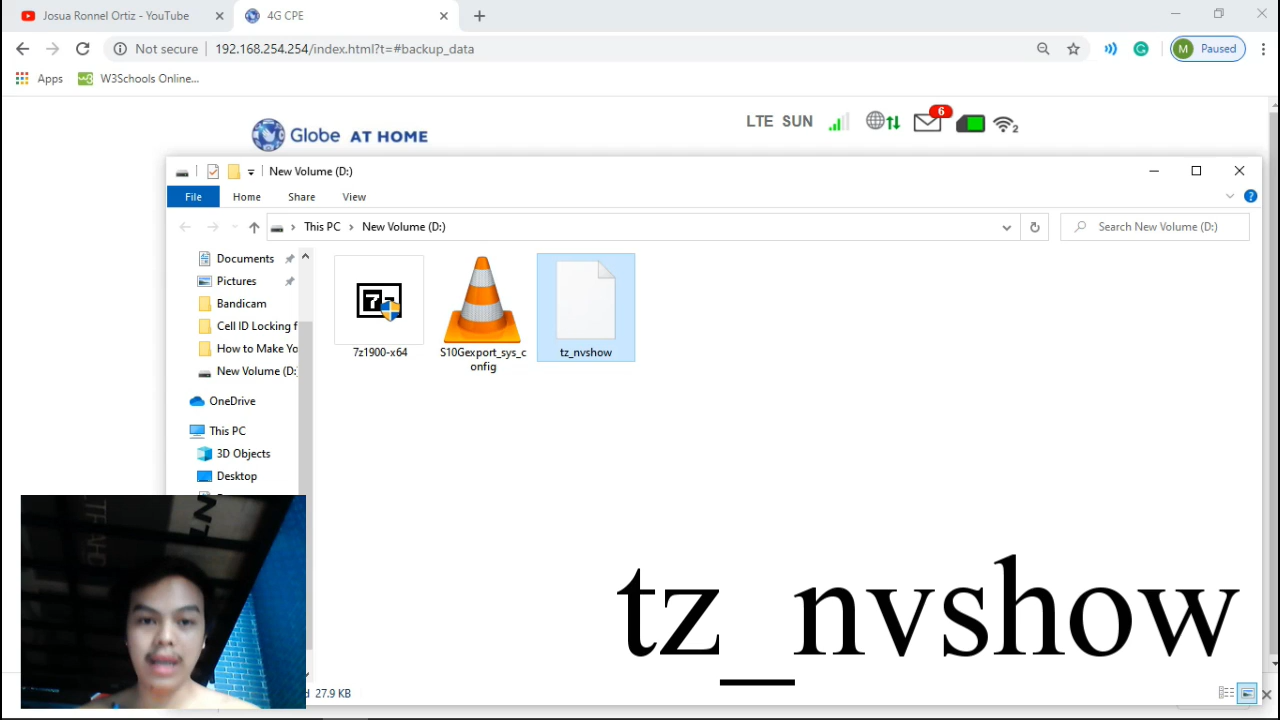 Josua Ronnel Ortiz - YouTube
4G CPE
Not secure
192.168.254.254/index.html?t=#backup_data
M Paused
Apps
W3Schools Online...
Globe AT HOME
LTE SUN
6
2
New Volume (D:)
File Home Share View
This PC > New Volume (D:)
Search New Volume (D:)
Documents
Pictures
Bandicam
Cell ID Locking f
How to Make Yo
New Volume (D:
OneDrive
This PC
3D Objects
Desktop
7z1900-x64
S10Gexport_sys_c
onfig
tz_nvshow
tz_nvshow
27.9 KB